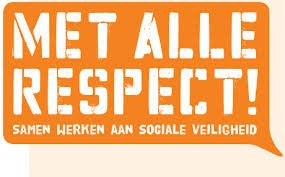 MET ALLE
RESPECT!
SAMEN WERKEN AAN SOCIALE VEILIGHEID